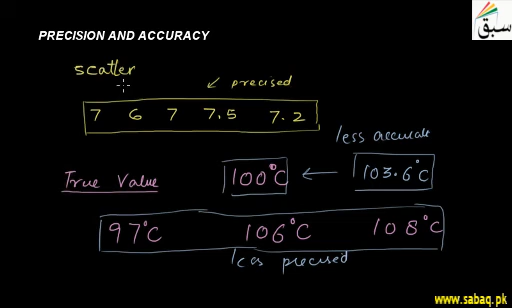 PRECISION AND ACCURACY
سبق
scatter
precised
7 6 7 7.5 7.2
less accurate
True Value 100°C ← 103.6°C
97°C 106°C 108°C
less precised
www.sabaq.pk